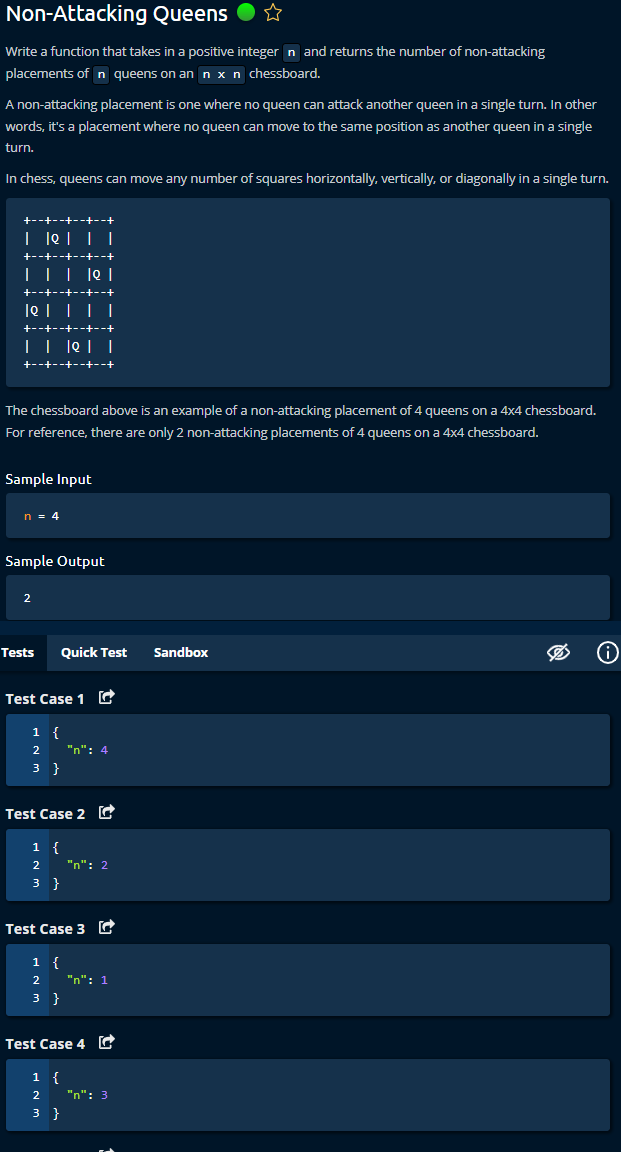 Non-Attacking Queens
Write a function that takes in a positive integer n and returns the number of non-attacking
placements of n queens on an n x n chessboard.
A non-attacking placement is one where no queen can attack another queen in a single turn. In other
words, it's a placement where no queen can move to the same position as another queen in a single
turn.
In chess, queens can move any number of squares horizontally, vertically, or diagonally in a single turn.
+--+--+--+--+
|  |Q |  |  |
+--+--+--+--+
|  |  |  |Q |
+--+--+--+--+
|Q |  |  |  |
+--+--+--+--+
|  |  |Q |  |
+--+--+--+--+
The chessboard above is an example of a non-attacking placement of 4 queens on a 4x4 chessboard.
For reference, there are only 2 non-attacking placements of 4 queens on a 4x4 chessboard.
Sample Input
n = 4
Sample Output
2
Tests Quick Test Sandbox
Test Case 1
1 {
2 "n": 4
3 }
Test Case 2
1 {
2 "n": 2
3 }
Test Case 3
1 {
2 "n": 1
3 }
Test Case 4
1 {
2 "n": 3
3 }